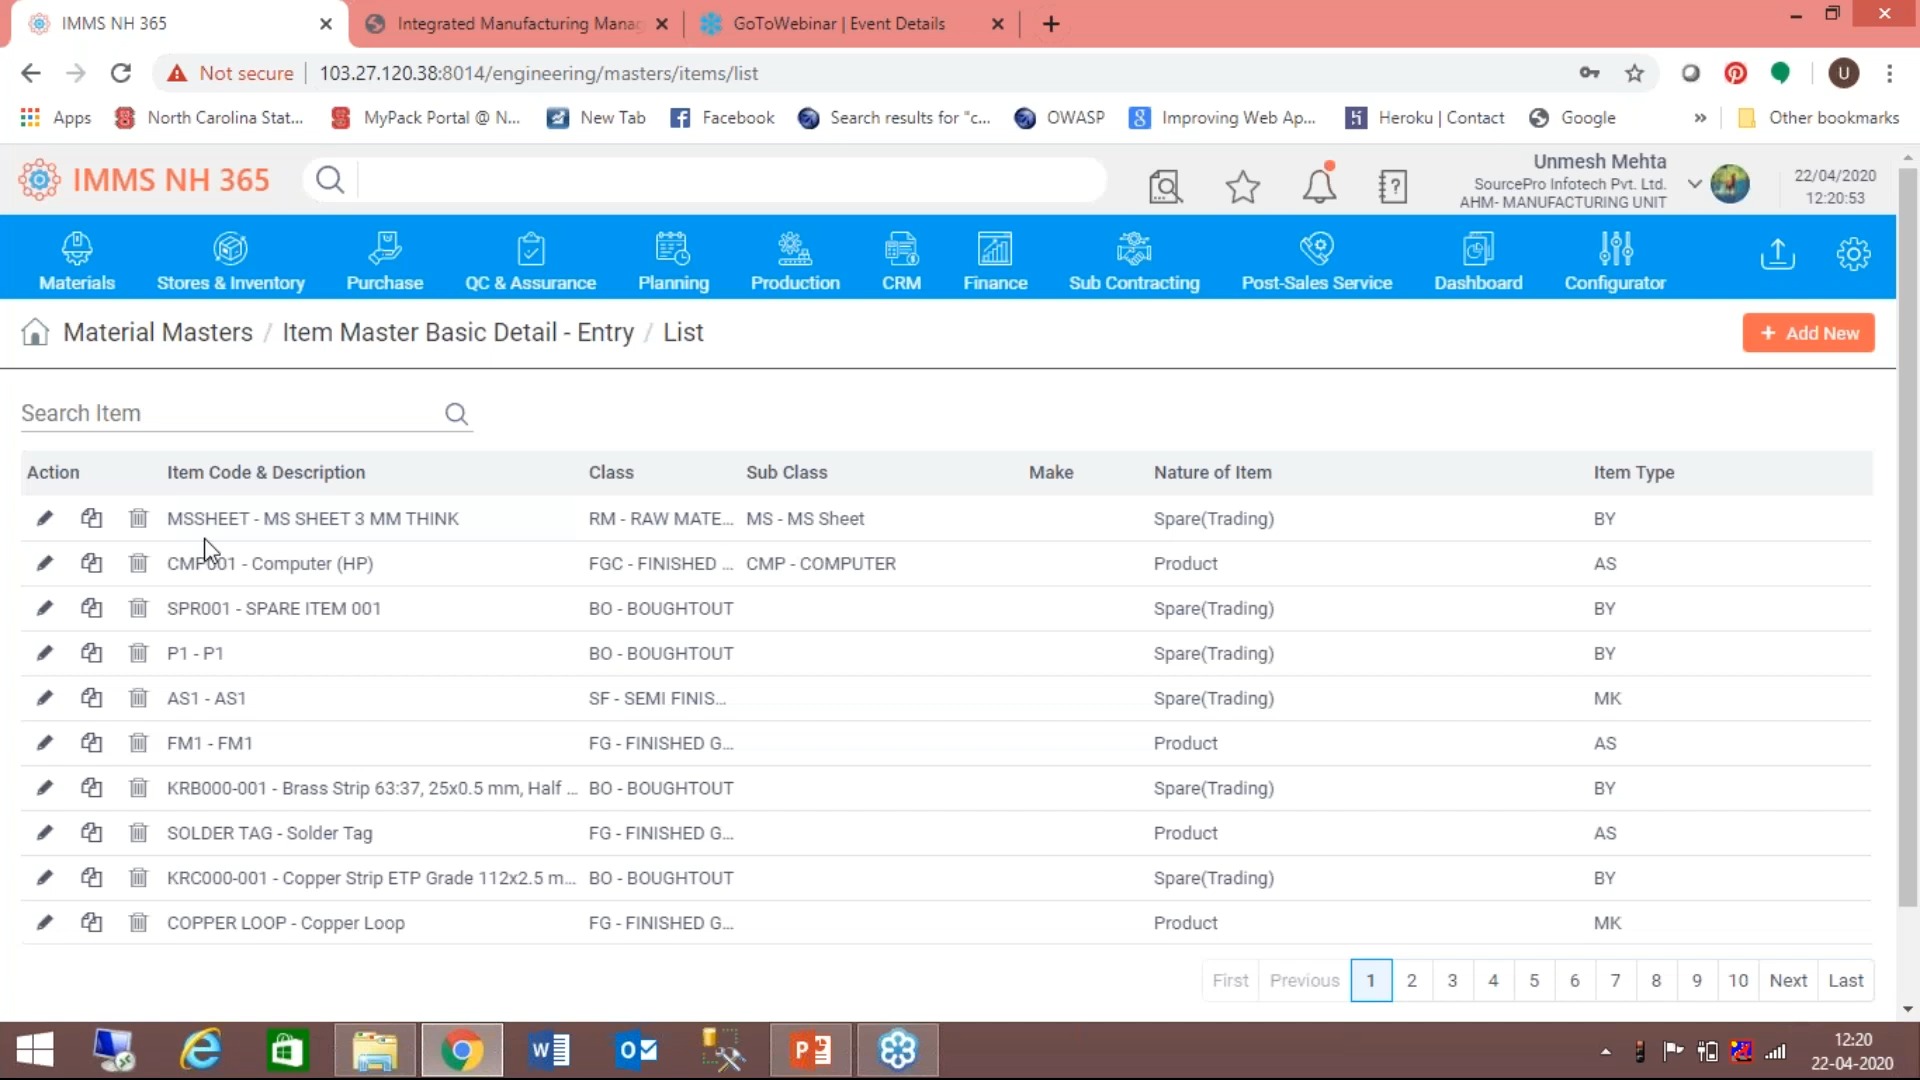 IMMS NH 365
Integrated Manufacturing Manag
GoToWebinar | Event Details
Not secure
103.27.120.38:8014/engineering/masters/items/list
U
Apps
North Carolina Stat...
MyPack Portal @ N...
New Tab
Facebook
Search results for "c...
OWASP
Improving Web Ap...
Heroku | Contact
Google
»
Other bookmarks
IMMS NH 365
Unmesh Mehta
SourcePro Infotech Pvt. Ltd.
AHM- MANUFACTURING UNIT
22/04/2020
12:20:53
Materials
Stores & Inventory
Purchase
QC & Assurance
Planning
Production
CRM
Finance
Sub Contracting
Post-Sales Service
Dashboard
Configurator
Material Masters / Item Master Basic Detail - Entry / List
+ Add New
Search Item
Action Item Code & Description Class Sub Class Make Nature of Item Item Type
MSSHEET - MS SHEET 3 MM THINK RM - RAW MATE... MS - MS Sheet Spare(Trading) BY
CMP001 - Computer (HP) FGC - FINISHED ... CMP - COMPUTER Product AS
SPR001 - SPARE ITEM 001 BO - BOUGHTOUT Spare(Trading) BY
P1 - P1 BO - BOUGHTOUT Spare(Trading) BY
AS1 - AS1 SF - SEMI FINIS... Spare(Trading) MK
FM1 - FM1 FG - FINISHED G... Product AS
KRB000-001 - Brass Strip 63:37, 25x0.5 mm, Half ... BO - BOUGHTOUT Spare(Trading) BY
SOLDER TAG - Solder Tag FG - FINISHED G... Product AS
KRC000-001 - Copper Strip ETP Grade 112x2.5 m... BO - BOUGHTOUT Spare(Trading) BY
COPPER LOOP - Copper Loop FG - FINISHED G... Product MK
First Previous 1 2 3 4 5 6 7 8 9 10 Next Last
12:20
22-04-2020